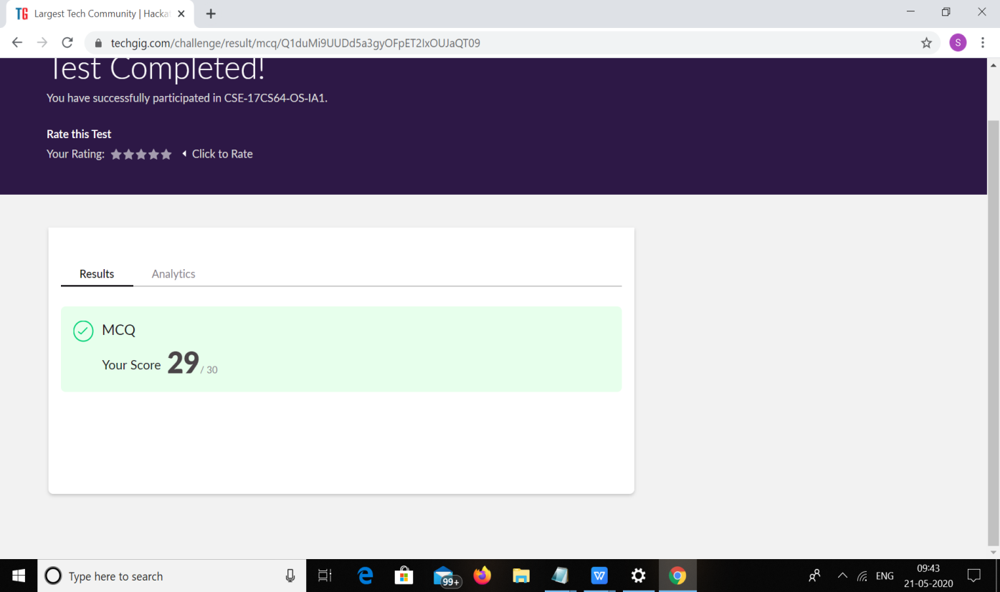 TG Largest Tech Community | Hacka
techgig.com/challenge/result/mcq/Q1duMi9UUDd5a3gyOFpET2IxOUJaQT09
S
Test Completed!
You have successfully participated in CSE-17CS64-OS-IA1.
Rate this Test
Your Rating: Click to Rate
Results Analytics
MCQ
Your Score 29 / 30
Type here to search
99+
W
ENG
09:43
21-05-2020